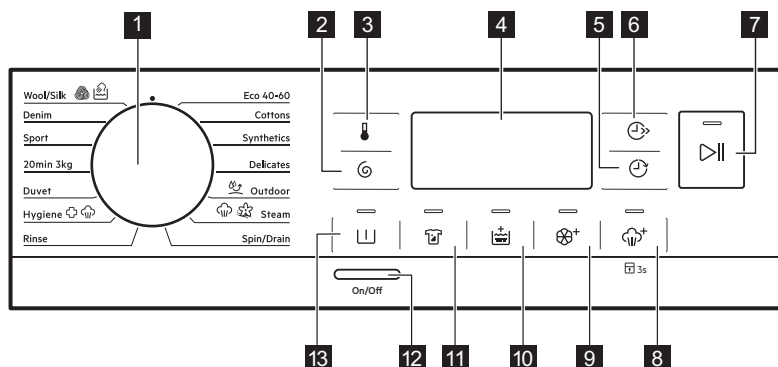 1
2
3
4
5
6
7
Wool/Silk
Denim
Sport
20min 3kg
Duvet
Hygiene
Rinse
Eco 40-60
Cottons
Synthetics
Delicates
Outdoor
Steam
Spin/Drain
3s
On/Off
13
12
11
10
9
8